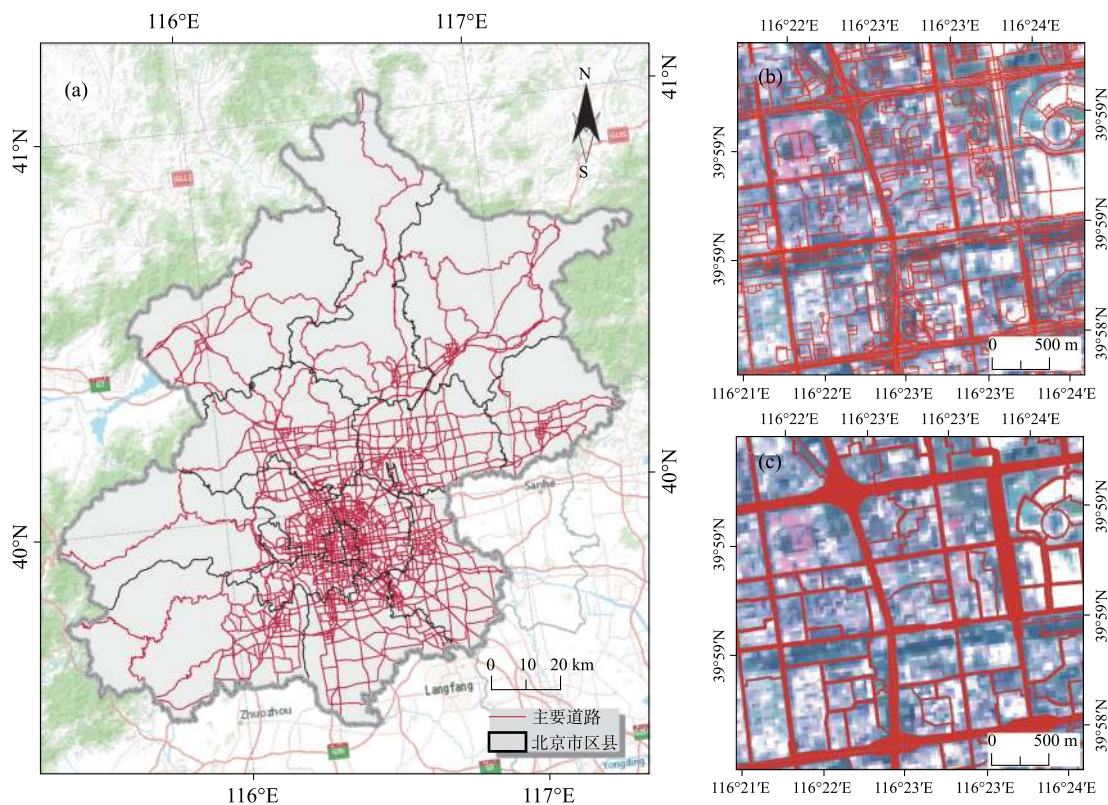 116°E
117°E
(a)
N
S
41°N
41°N
40°N
40°N
Sanhe
0 10 20 km
Langfang
Zhuozhou
主要道路
北京市区县
Yongding
116°E
117°E
116°22′E 116°23′E 116°23′E 116°24′E
(b)
39°59′N
39°59′N
39°59′N
39°59′N
39°58′N
0 500 m
116°21′E 116°22′E 116°23′E 116°23′E 116°24′E
116°22′E 116°23′E 116°23′E 116°24′E
(c)
39°59′N
39°59′N
39°59′N
39°59′N
39°58′N
0 500 m
116°21′E 116°22′E 116°23′E 116°23′E 116°24′E